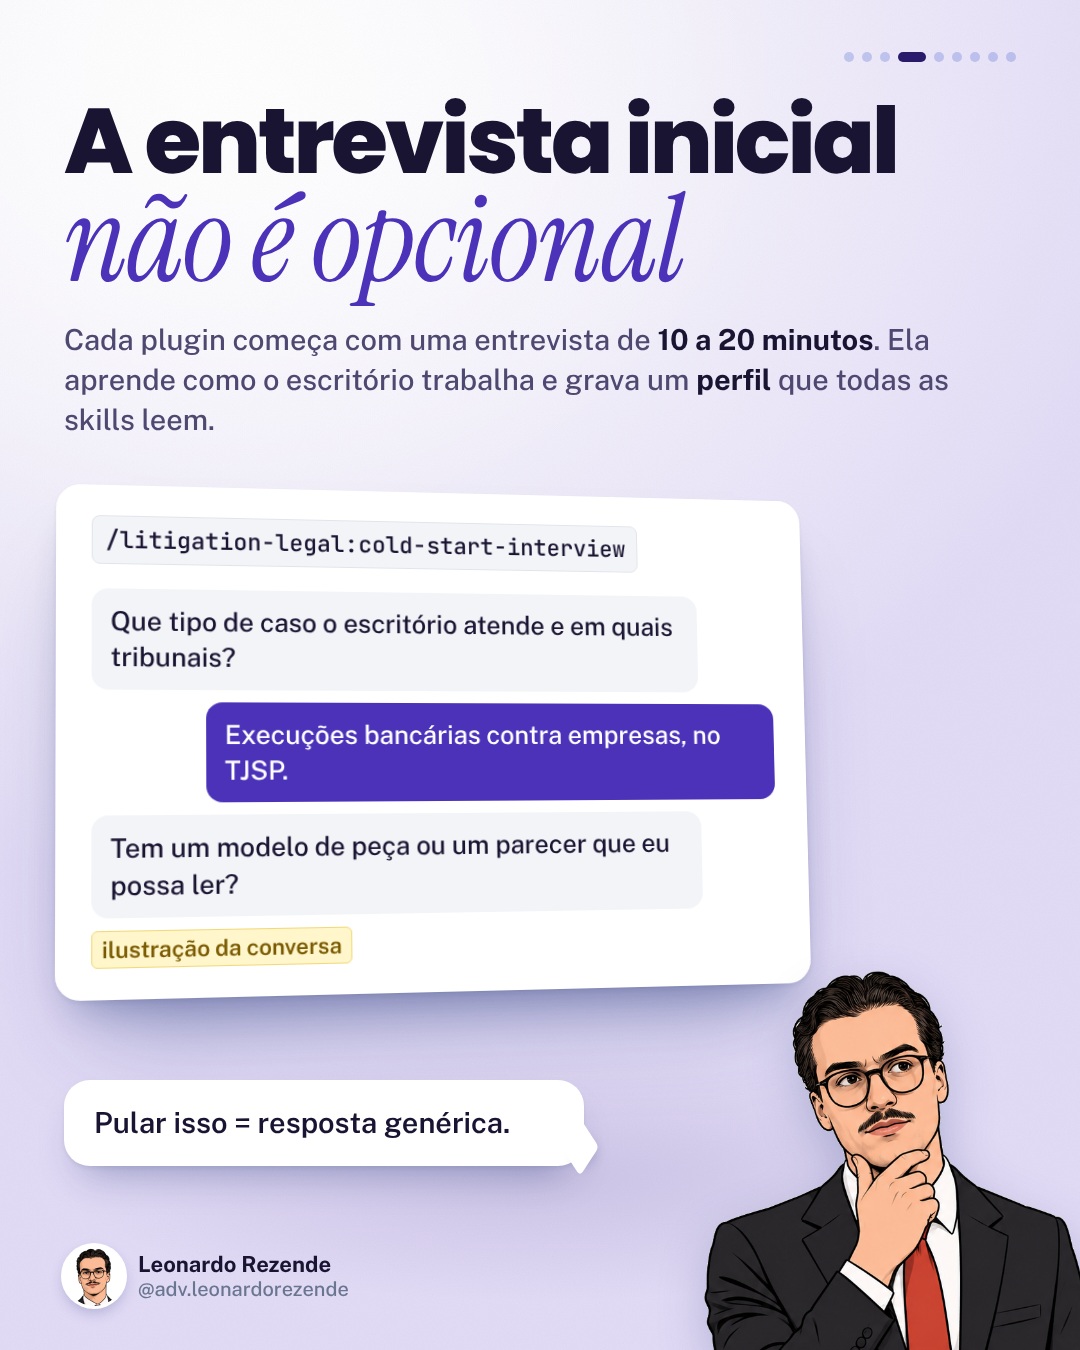 A entrevista inicial
não é opcional
Cada plugin começa com uma entrevista de 10 a 20 minutos. Ela
aprende como o escritório trabalha e grava um perfil que todas as
skills leem.
/litigation-legal:cold-start-interview
Que tipo de caso o escritório atende e em quais
tribunais?
Execuções bancárias contra empresas, no
TJSP.
Tem um modelo de peça ou um parecer que eu
possa ler?
ilustração da conversa
Pular isso = resposta genérica.
Leonardo Rezende
@adv.leonardorezende